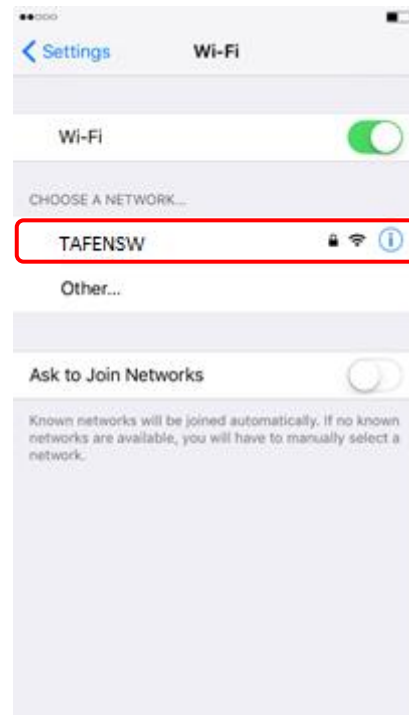 Settings Wi-Fi
Wi-Fi
CHOOSE A NETWORK...
TAFENSW
Other...
Ask to Join Networks
Known networks will be joined automatically. If no known
networks are available, you will have to manually select a
network.